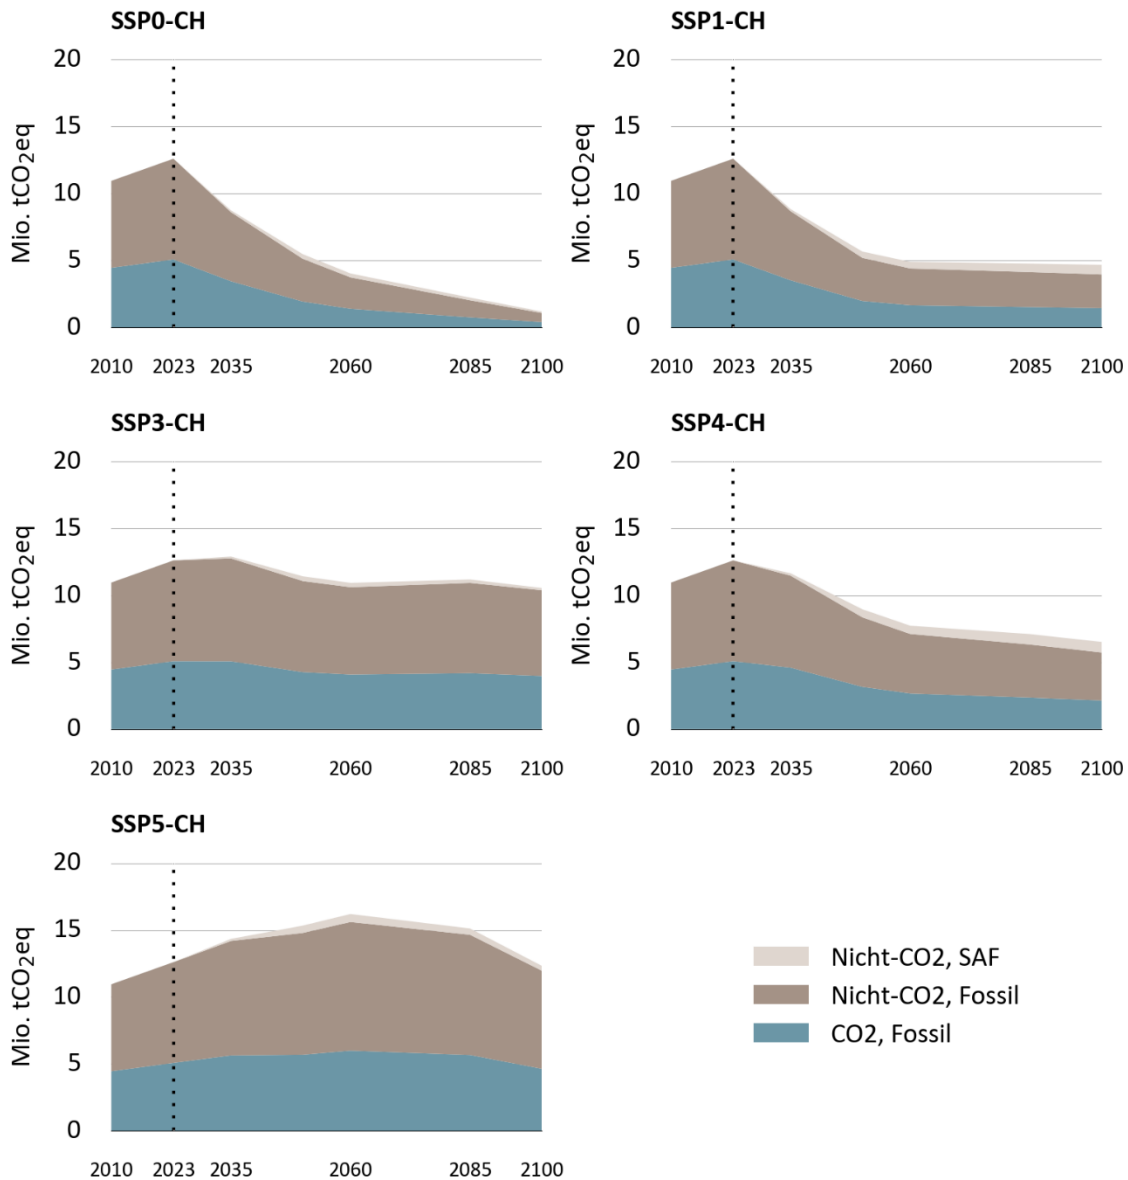 SSP0-CH
SSP1-CH
20
15
10
5
0
Mio. tCO2eq
2010 2023 2035 2060 2085 2100
20
15
10
5
0
Mio. tCO2eq
2010 2023 2035 2060 2085 2100
SSP3-CH
SSP4-CH
20
15
10
5
0
Mio. tCO2eq
2010 2023 2035 2060 2085 2100
20
15
10
5
0
Mio. tCO2eq
2010 2023 2035 2060 2085 2100
SSP5-CH
20
15
10
5
0
Mio. tCO2eq
2010 2023 2035 2060 2085 2100
Nicht-CO2, SAF
Nicht-CO2, Fossil
CO2, Fossil